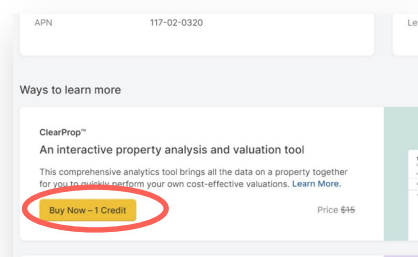 APN 117-02-0320 Le
Ways to learn more
ClearProp™
An interactive property analysis and valuation tool
This comprehensive analytics tool brings all the data on a property together
for you to quickly perform your own cost-effective valuations. Learn More.
Buy Now – 1 Credit Price $15